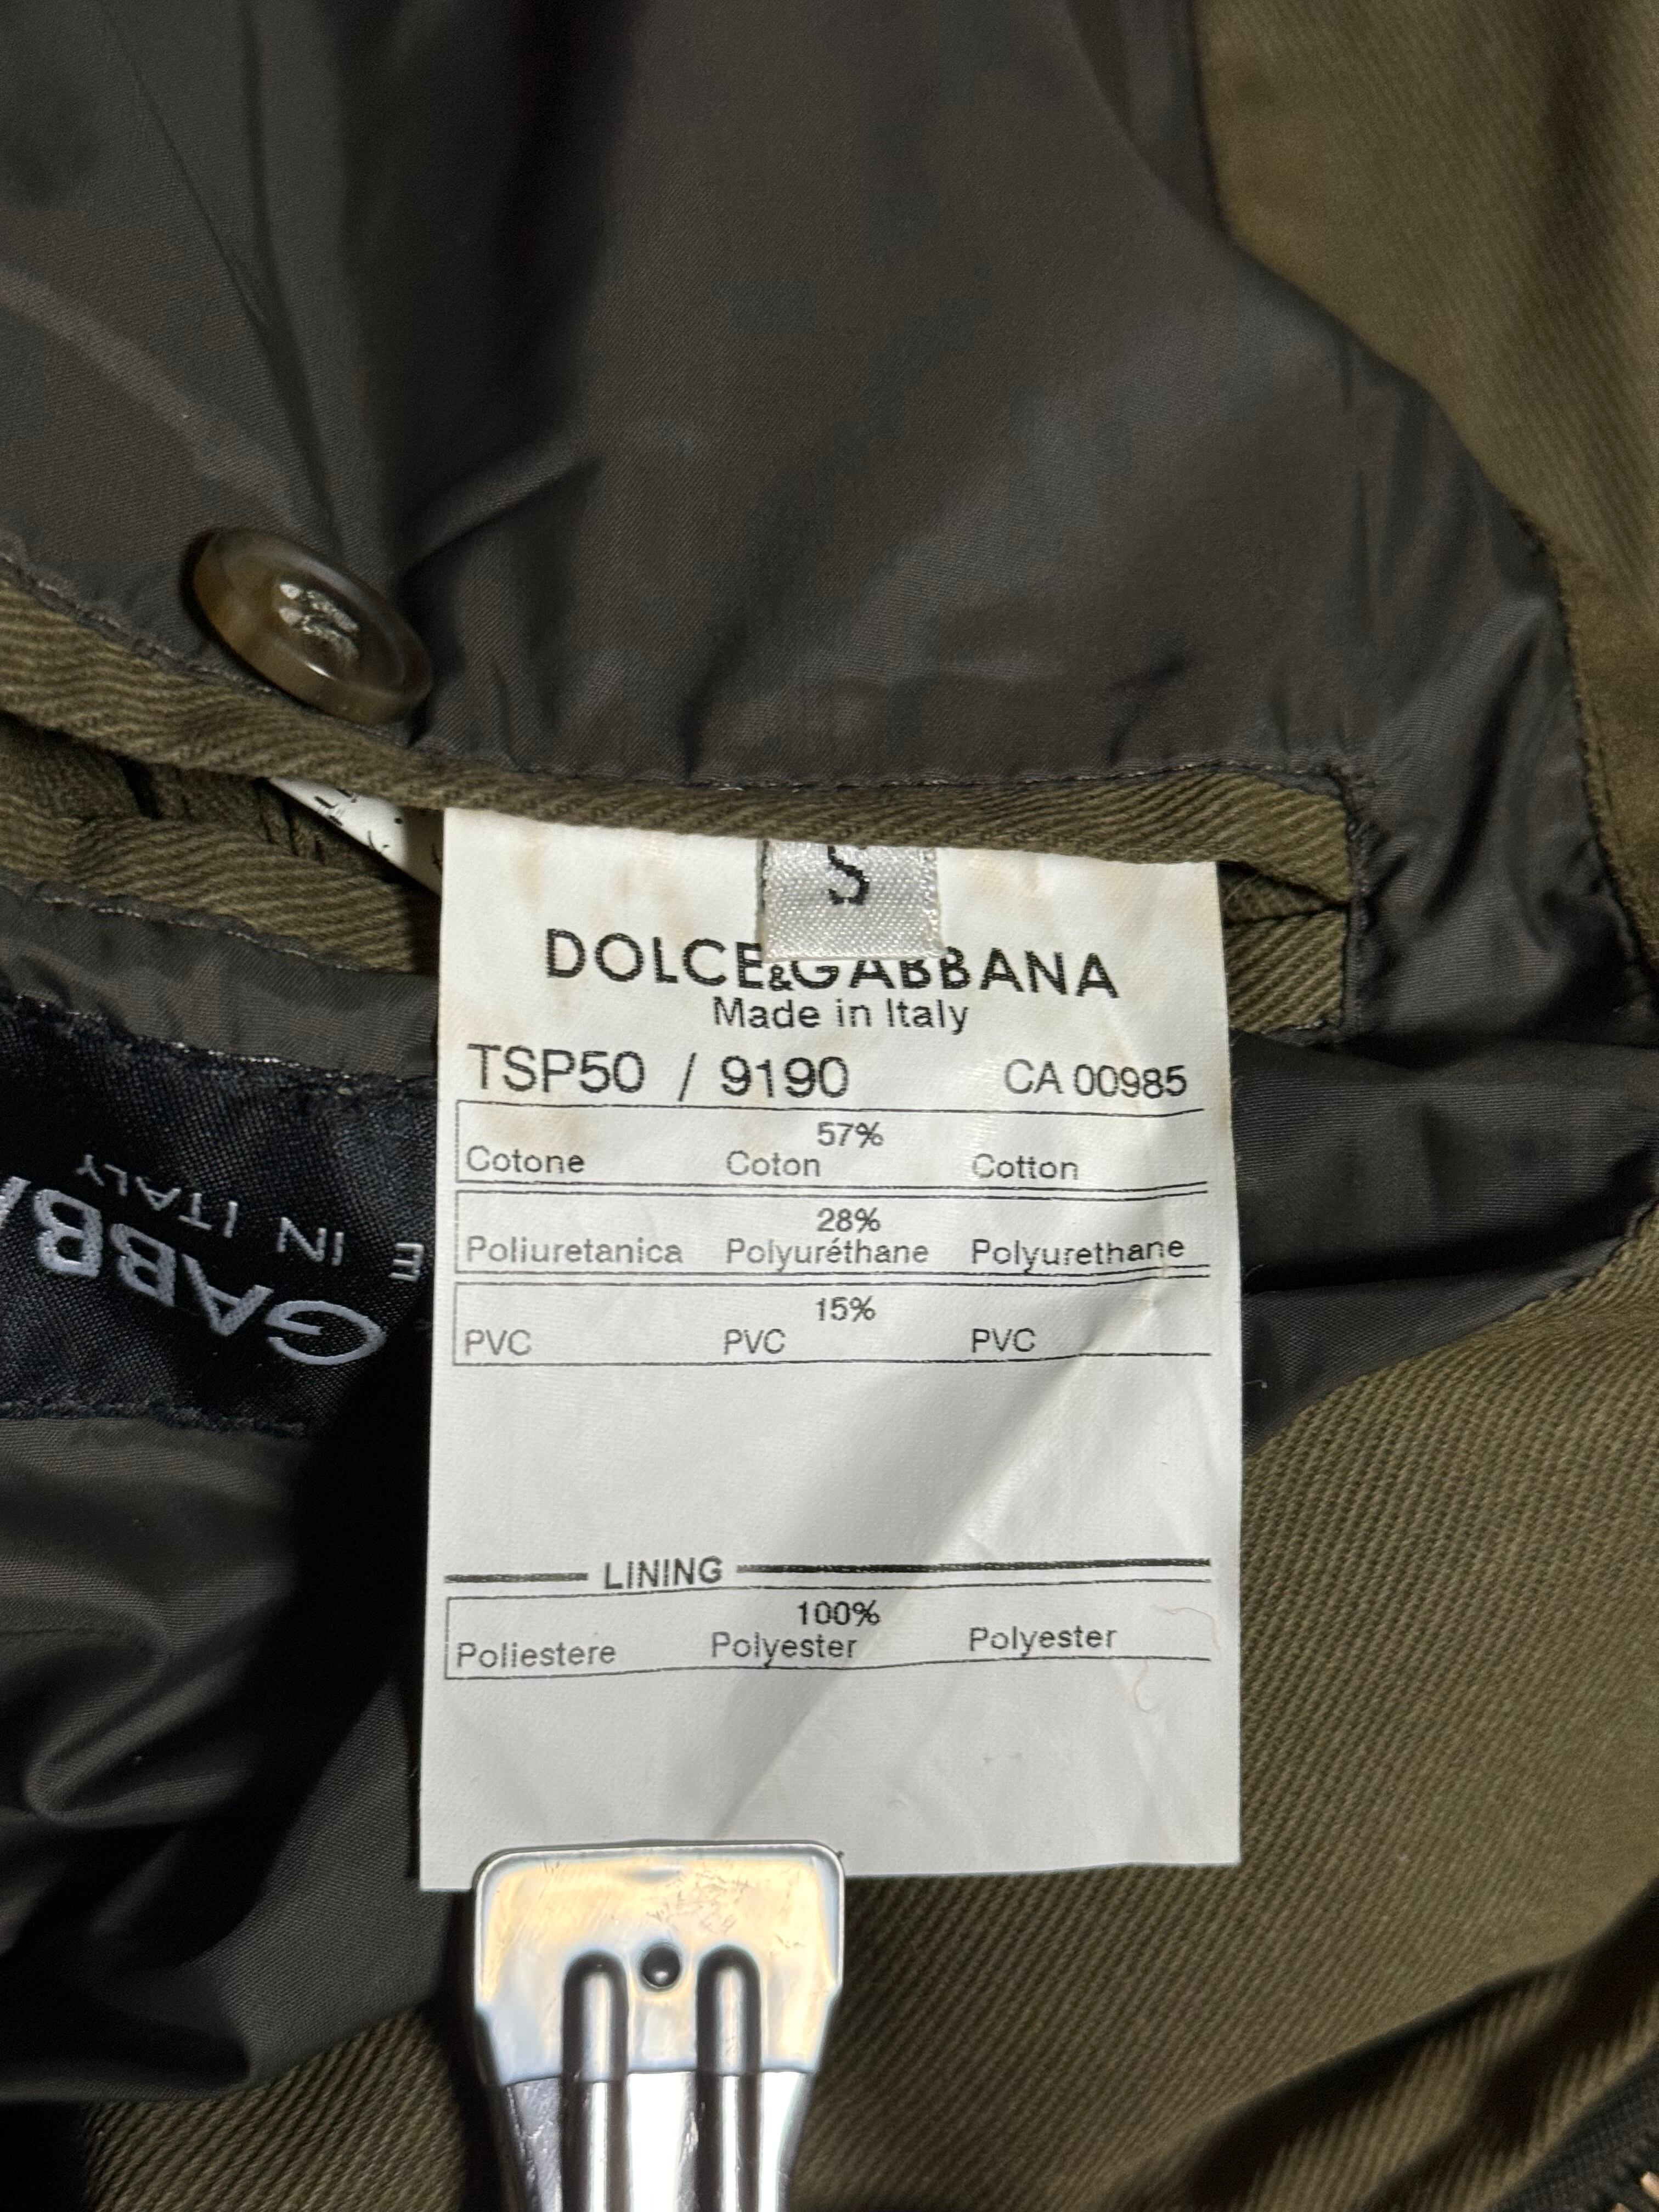 S
DOLCE&GABBANA
Made in Italy
TSP50 / 9190 CA 00985
57%
Cotone Coton Cotton
28%
Poliuretanica Polyuréthane Polyurethane
15%
PVC PVC PVC
LINING
100%
Poliestere Polyester Polyester
E IN ITALY
GABBA